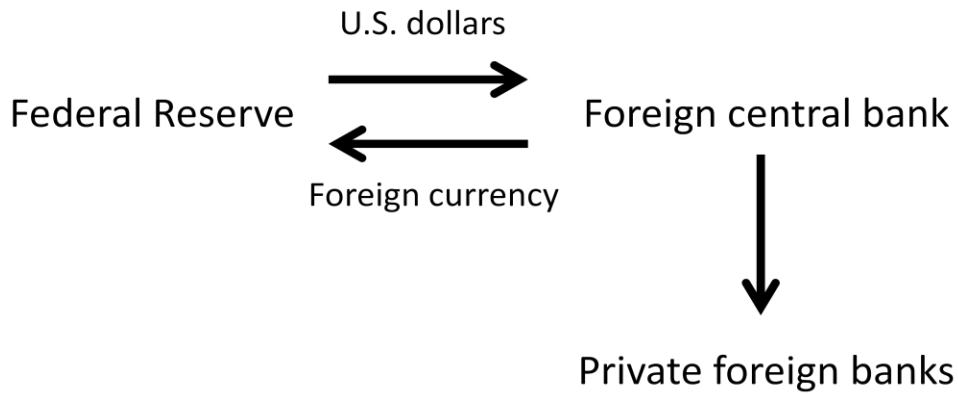 U.S. dollars
Federal Reserve
Foreign central bank
Foreign currency
Private foreign banks